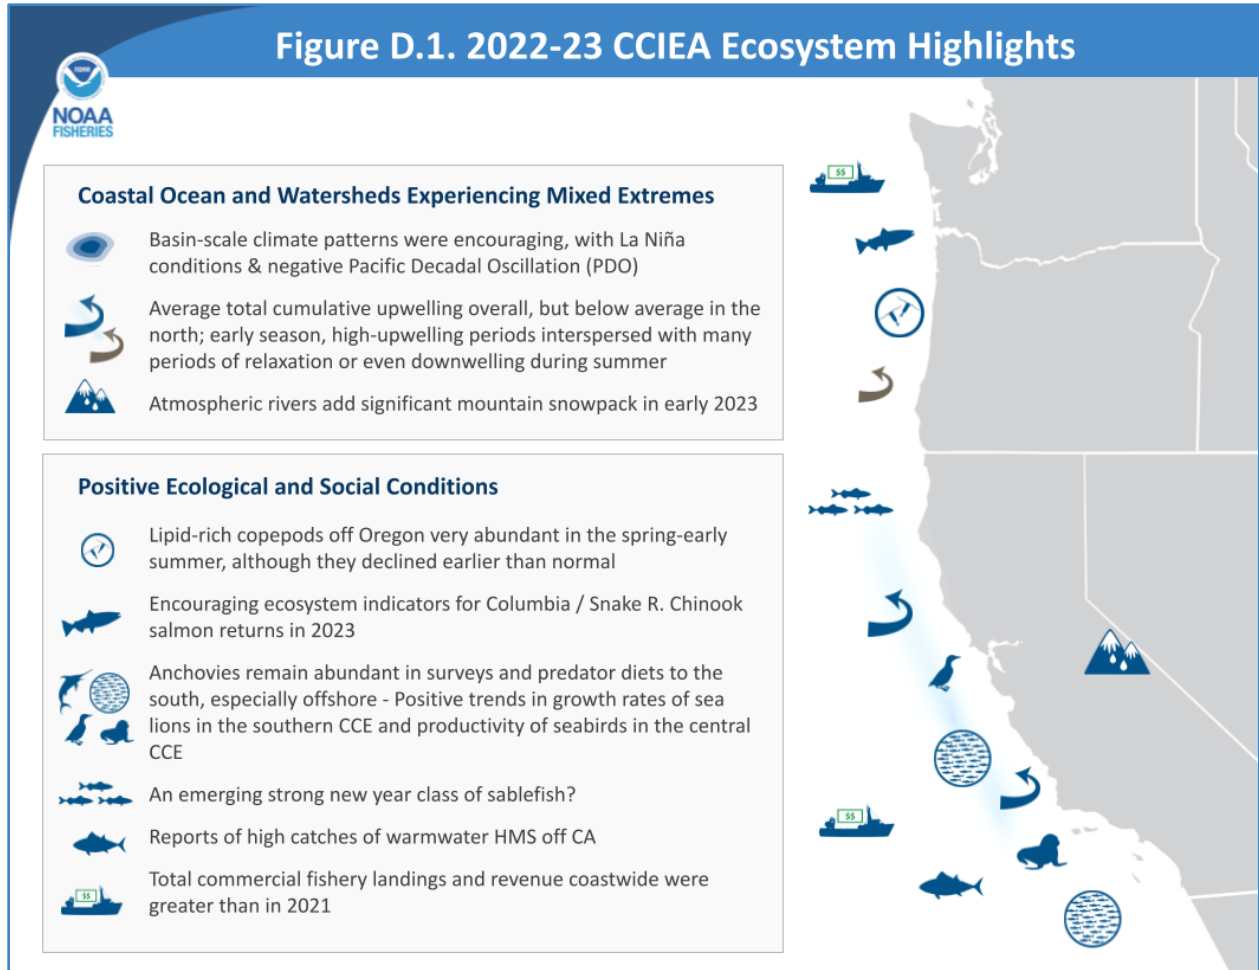 Figure D.1. 2022-23 CCIEA Ecosystem Highlights
NOAA
NOAA
FISHERIES
Coastal Ocean and Watersheds Experiencing Mixed Extremes
Basin-scale climate patterns were encouraging, with La Niña
conditions & negative Pacific Decadal Oscillation (PDO)
Average total cumulative upwelling overall, but below average in the
north; early season, high-upwelling periods interspersed with many
periods of relaxation or even downwelling during summer
Atmospheric rivers add significant mountain snowpack in early 2023
Positive Ecological and Social Conditions
Lipid-rich copepods off Oregon very abundant in the spring-early
summer, although they declined earlier than normal
Encouraging ecosystem indicators for Columbia / Snake R. Chinook
salmon returns in 2023
Anchovies remain abundant in surveys and predator diets to the
south, especially offshore - Positive trends in growth rates of sea
lions in the southern CCE and productivity of seabirds in the central
CCE
An emerging strong new year class of sablefish?
Reports of high catches of warmwater HMS off CA
$$
Total commercial fishery landings and revenue coastwide were
greater than in 2021
$$
$$